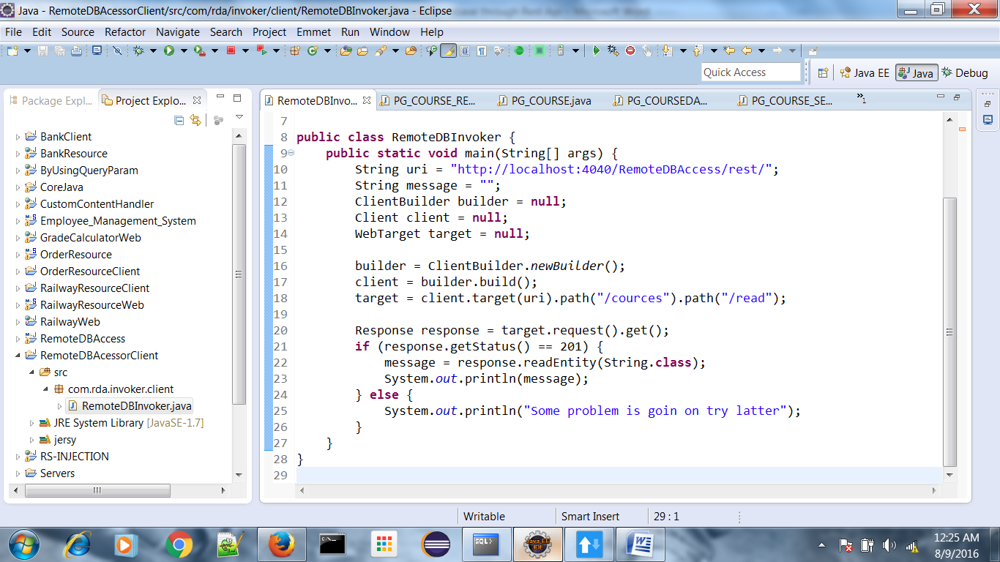 Java - RemoteDBAcessorClient/src/com/rda/invoker/client/RemoteDBInvoker.java - Eclipse
File Edit Source Refactor Navigate Search Project Emmet Run Window Help
Quick Access
Java EE
Java
Debug
Package Expl...
Project Explo...
RemoteDBInvo...
PG_COURSE_RE...
PG_COURSE.java
PG_COURSEDA...
PG_COURSE_SE...
»1
BankClient
BankResource
ByUsingQueryParam
CoreJava
CustomContentHandler
Employee_Management_System
GradeCalculatorWeb
OrderResource
OrderResourceClient
RailwayResourceClient
RailwayResourceWeb
RailwayWeb
RemoteDBAccess
RemoteDBAcessorClient
src
com.rda.invoker.client
RemoteDBInvoker.java
JRE System Library [JavaSE-1.7]
jersy
RS-INJECTION
Servers
7
8 public class RemoteDBInvoker {
9 public static void main(String[] args) {
10 String uri = "http://localhost:4040/RemoteDBAccess/rest/";
11 String message = "";
12 ClientBuilder builder = null;
13 Client client = null;
14 WebTarget target = null;
15
16 builder = ClientBuilder.newBuilder();
17 client = builder.build();
18 target = client.target(uri).path("/cources").path("/read");
19
20 Response response = target.request().get();
21 if (response.getStatus() == 201) {
22 message = response.readEntity(String.class);
23 System.out.println(message);
24 } else {
25 System.out.println("Some problem is goin on try latter");
26 }
27 }
28 }
29
Writable
Smart Insert
29 : 1
SQL>
Java EE
IDE
12:25 AM
8/9/2016